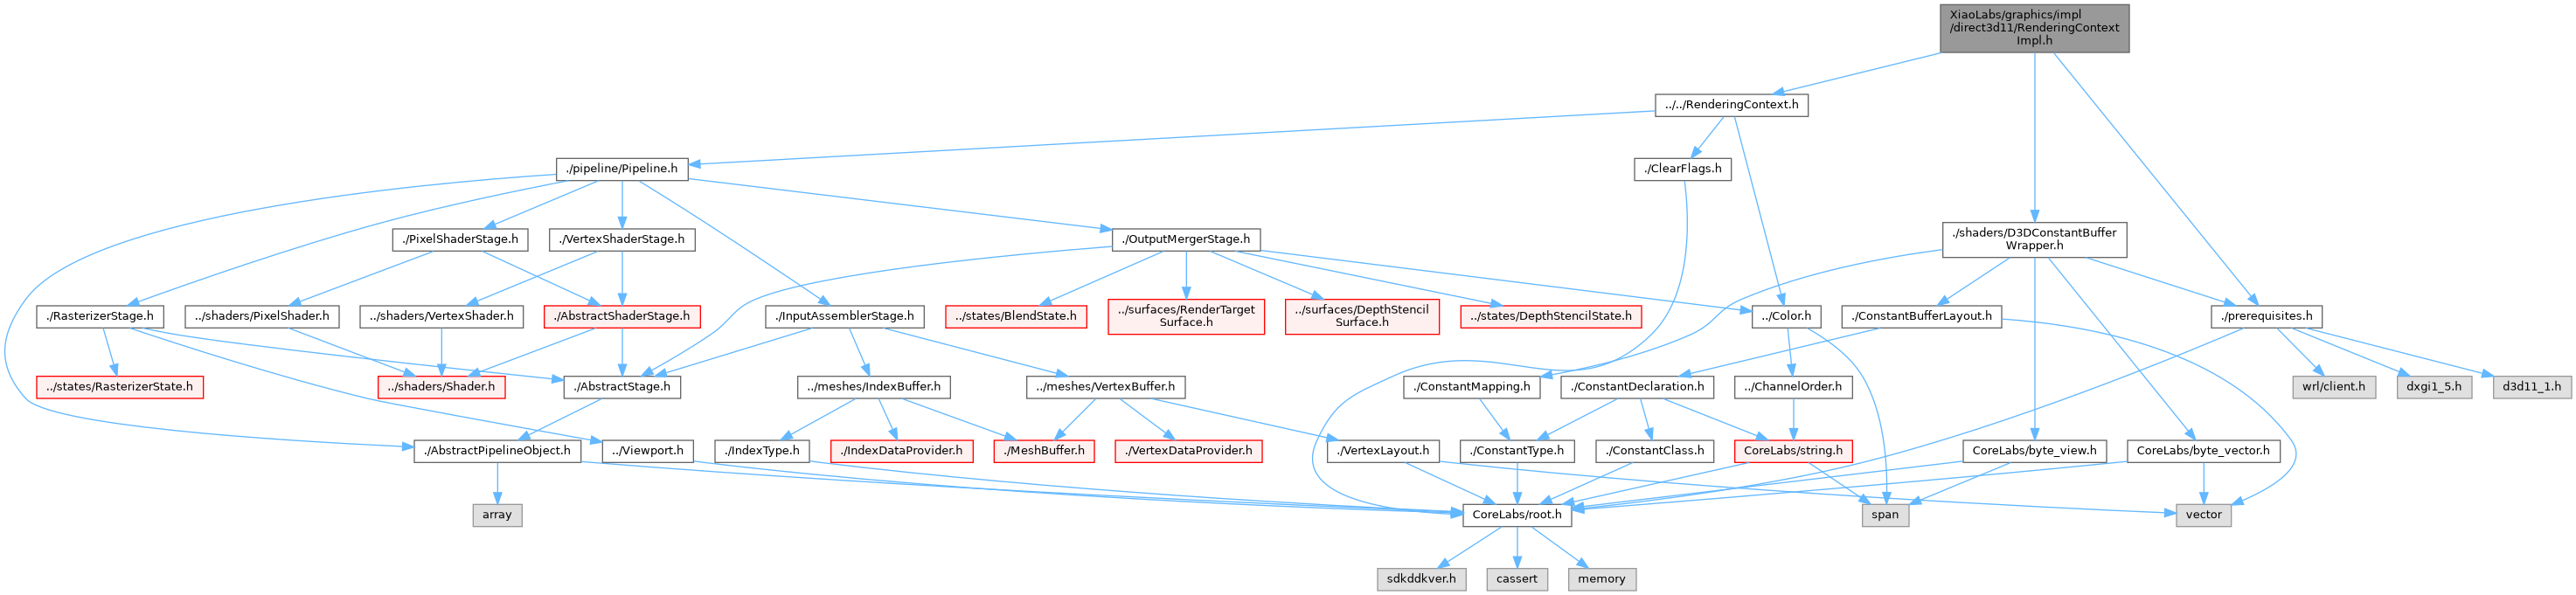 XiaoLabs/graphics/impl
/direct3d11/RenderingContext
Impl.h
../../RenderingContext.h
./pipeline/Pipeline.h
./ClearFlags.h
./PixelShaderStage.h
./VertexShaderStage.h
./OutputMergerStage.h
./shaders/D3DConstantBuffer
Wrapper.h
./RasterizerStage.h
../shaders/PixelShader.h
../shaders/VertexShader.h
./AbstractShaderStage.h
./InputAssemblerStage.h
../states/BlendState.h
../surfaces/RenderTarget
Surface.h
../surfaces/DepthStencil
Surface.h
../states/DepthStencilState.h
../Color.h
./ConstantBufferLayout.h
./prerequisites.h
../states/RasterizerState.h
../shaders/Shader.h
./AbstractStage.h
../meshes/IndexBuffer.h
../meshes/VertexBuffer.h
./ConstantMapping.h
./ConstantDeclaration.h
../ChannelOrder.h
wrl/client.h
dxgi1_5.h
d3d11_1.h
./AbstractPipelineObject.h
../Viewport.h
./IndexType.h
./IndexDataProvider.h
./MeshBuffer.h
./VertexDataProvider.h
./VertexLayout.h
./ConstantType.h
./ConstantClass.h
CoreLabs/string.h
CoreLabs/byte_view.h
CoreLabs/byte_vector.h
array
CoreLabs/root.h
span
vector
sdkddkver.h
cassert
memory